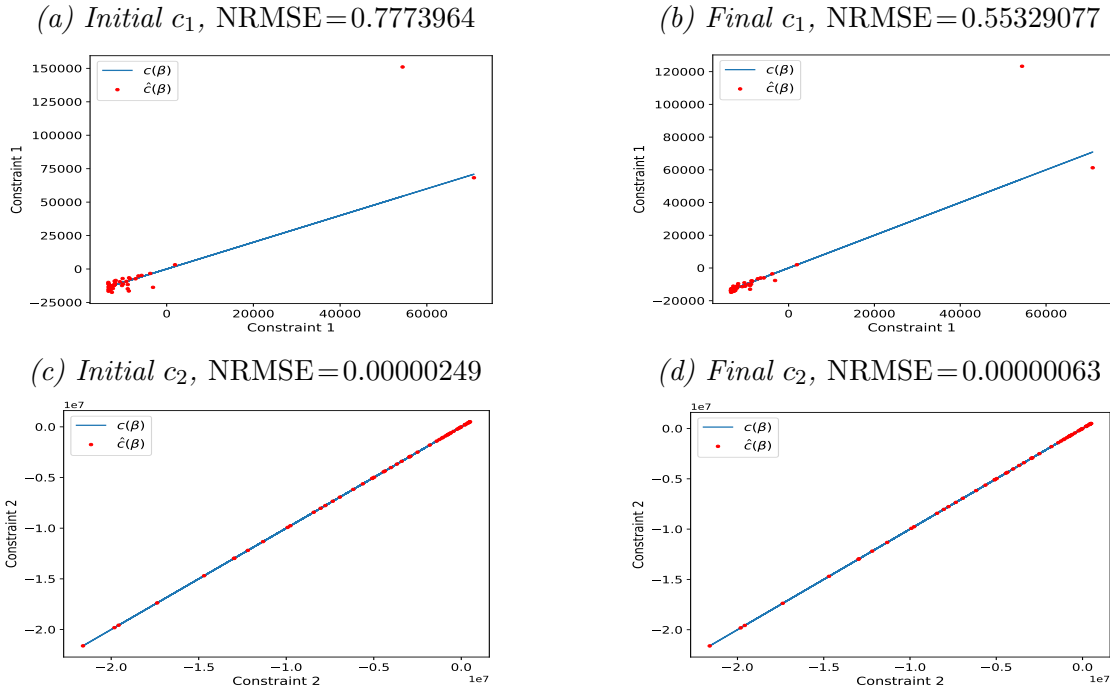 (a) Initial c₁, NRMSE=0.7773964
150000
125000
100000
75000
50000
25000
0
−25000
Constraint 1
c(β)
ĉ(β)
0
20000
40000
60000
Constraint 1
(b) Final c₁, NRMSE=0.55329077
120000
100000
80000
60000
40000
20000
0
−20000
Constraint 1
c(β)
ĉ(β)
0
20000
40000
60000
Constraint 1
(c) Initial c₂, NRMSE=0.00000249
1e7
0.0
−0.5
−1.0
−1.5
−2.0
Constraint 2
c(β)
ĉ(β)
−2.0
−1.5
−1.0
−0.5
0.0
Constraint 2
1e7
(d) Final c₂, NRMSE=0.00000063
1e7
0.0
−0.5
−1.0
−1.5
−2.0
Constraint 2
c(β)
ĉ(β)
−2.0
−1.5
−1.0
−0.5
0.0
Constraint 2
1e7